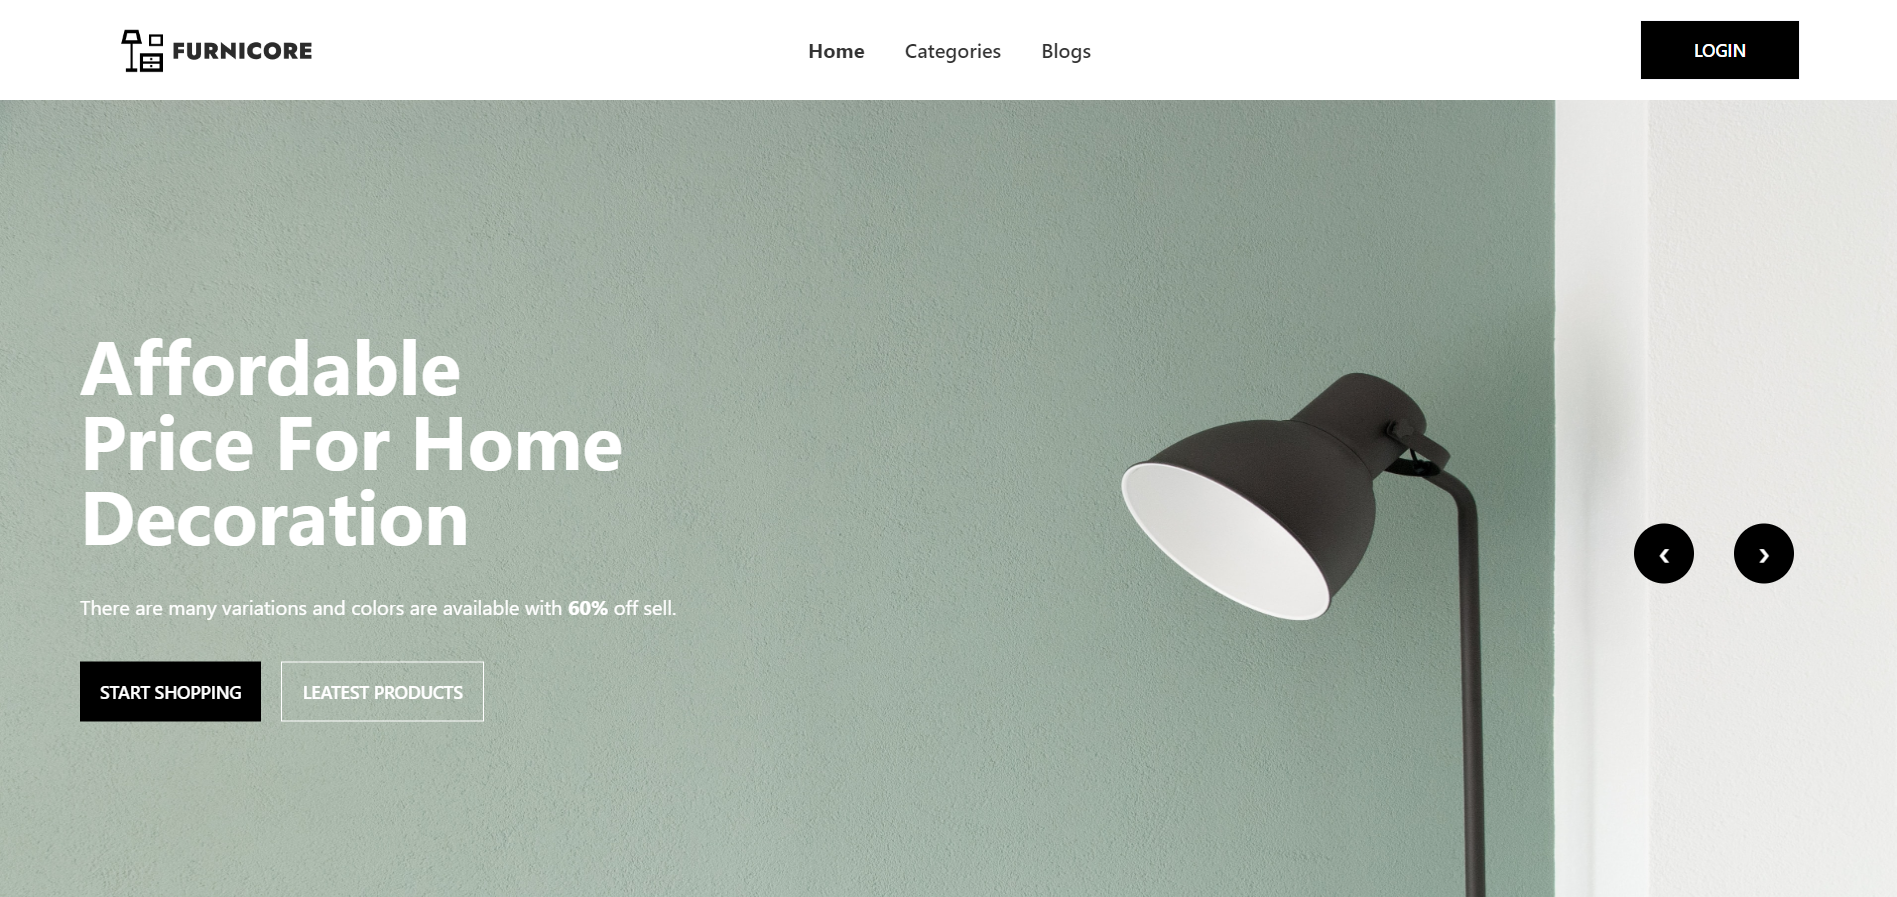 FURNICORE
Home Categories Blogs
LOGIN
Affordable
Price For Home
Decoration
There are many variations and colors are available with 60% off sell.
START SHOPPING LEATEST PRODUCTS
‹ ›